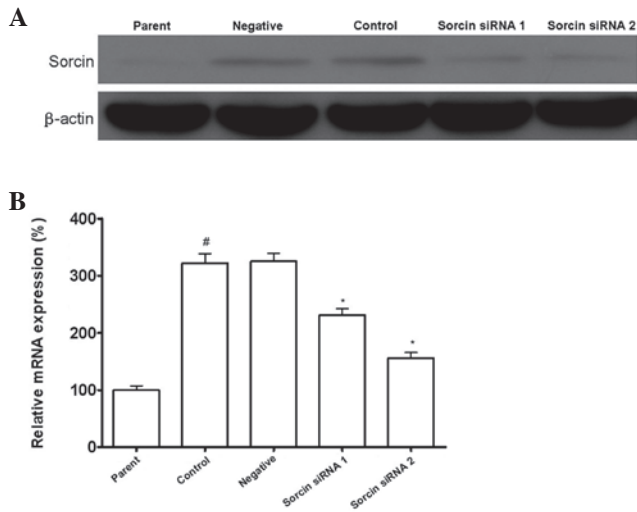 A
Parent Negative Control Sorcin siRNA 1 Sorcin siRNA 2
Sorcin
β-actin
B
Relative mRNA expression (%)
400
300
200
100
0
#
*
*
Parent
Control
Negative
Sorcin siRNA 1
Sorcin siRNA 2